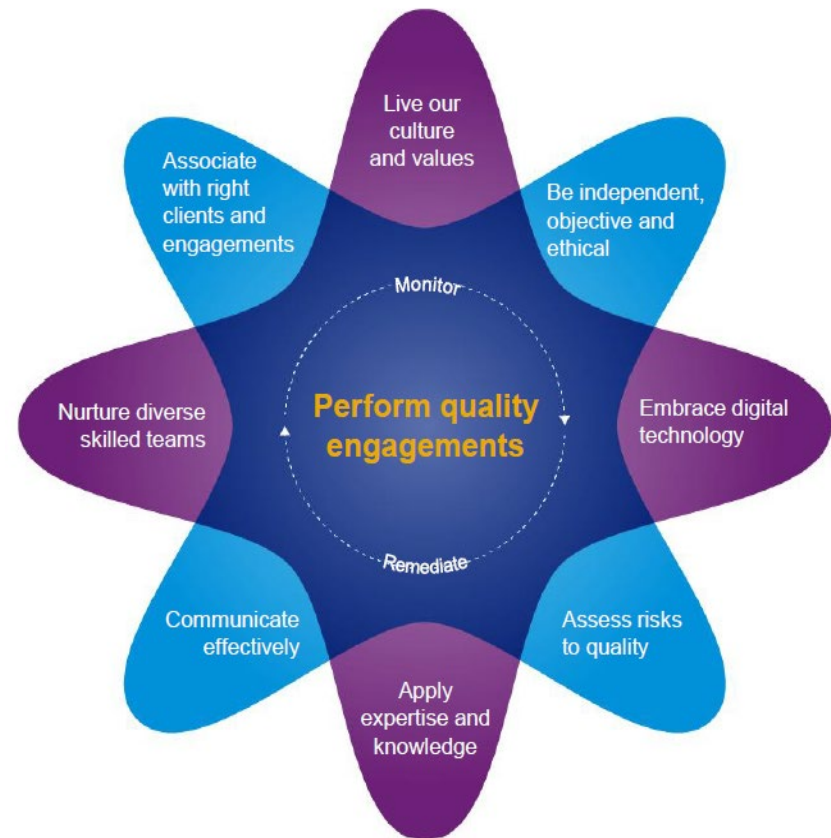 Live our
culture
and values
Associate
with right
clients and
engagements
Be independent,
objective and
ethical
Monitor
Nurture diverse
skilled teams
Perform quality
engagements
Embrace digital
technology
Remediate
Communicate
effectively
Assess risks
to quality
Apply
expertise and
knowledge